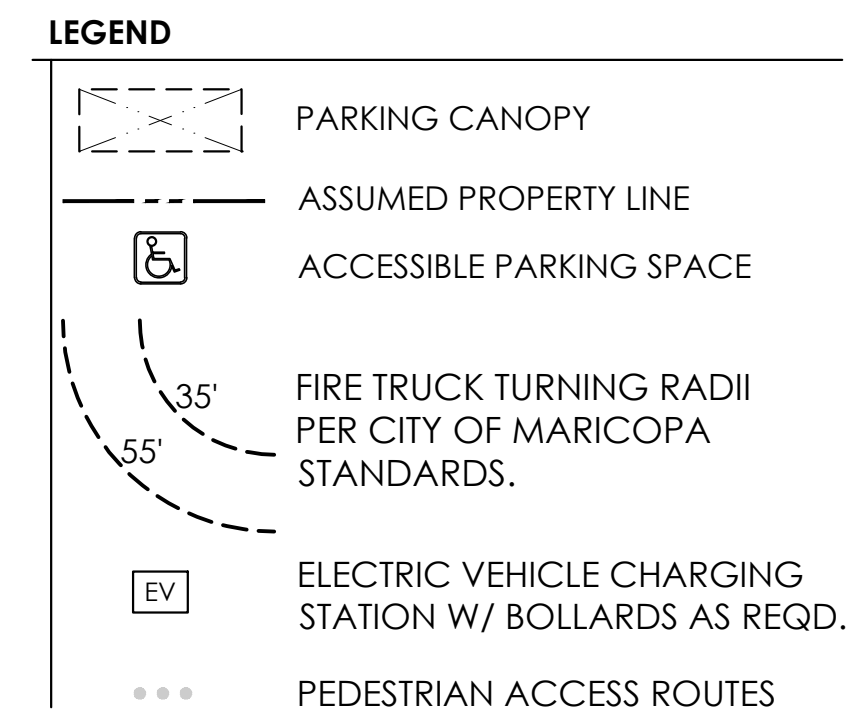 LEGEND
PARKING CANOPY
ASSUMED PROPERTY LINE
ACCESSIBLE PARKING SPACE
35'
55'
FIRE TRUCK TURNING RADII
PER CITY OF MARICOPA
STANDARDS.
EV
ELECTRIC VEHICLE CHARGING
STATION W/ BOLLARDS AS REQD.
PEDESTRIAN ACCESS ROUTES